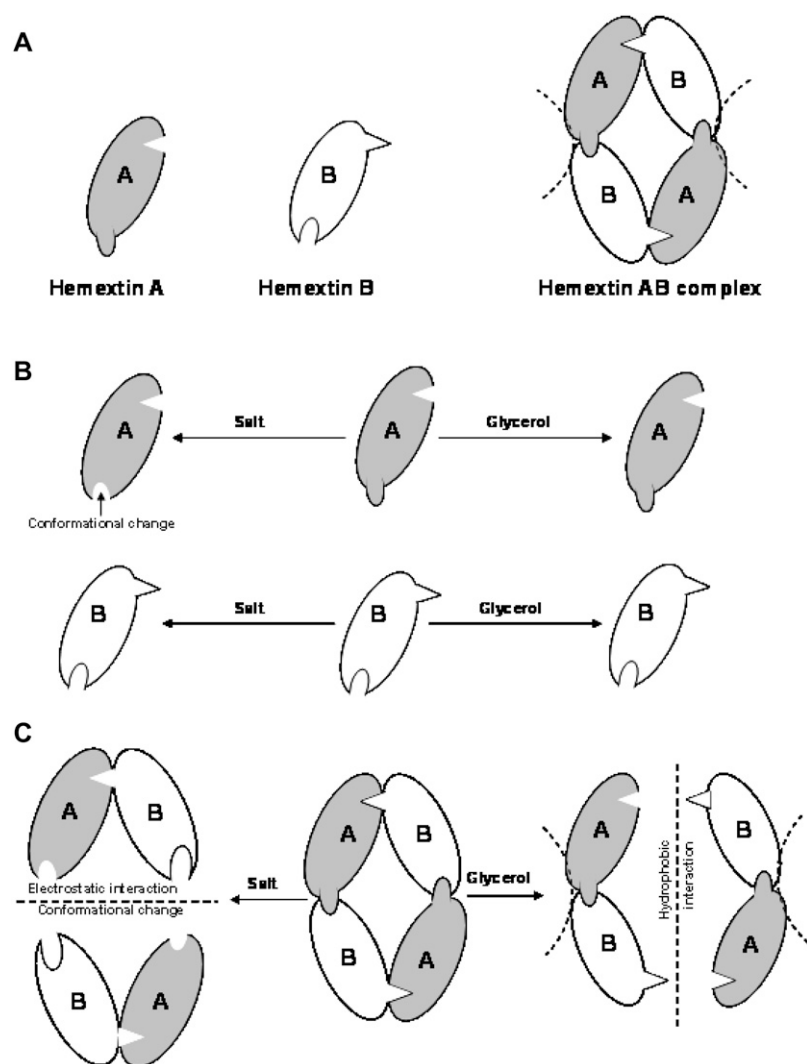 A
A
B
A
B
B
A
Hemextin A
Hemextin B
Hemextin AB complex
B
A
Salt
A
Glycerol
A
Conformational change
B
Salt
B
Glycerol
B
C
A
B
Electrostatic interaction
Conformational change
B
A
Salt
A
B
B
A
Glycerol
A
B
Hydrophobic
interaction
B
A